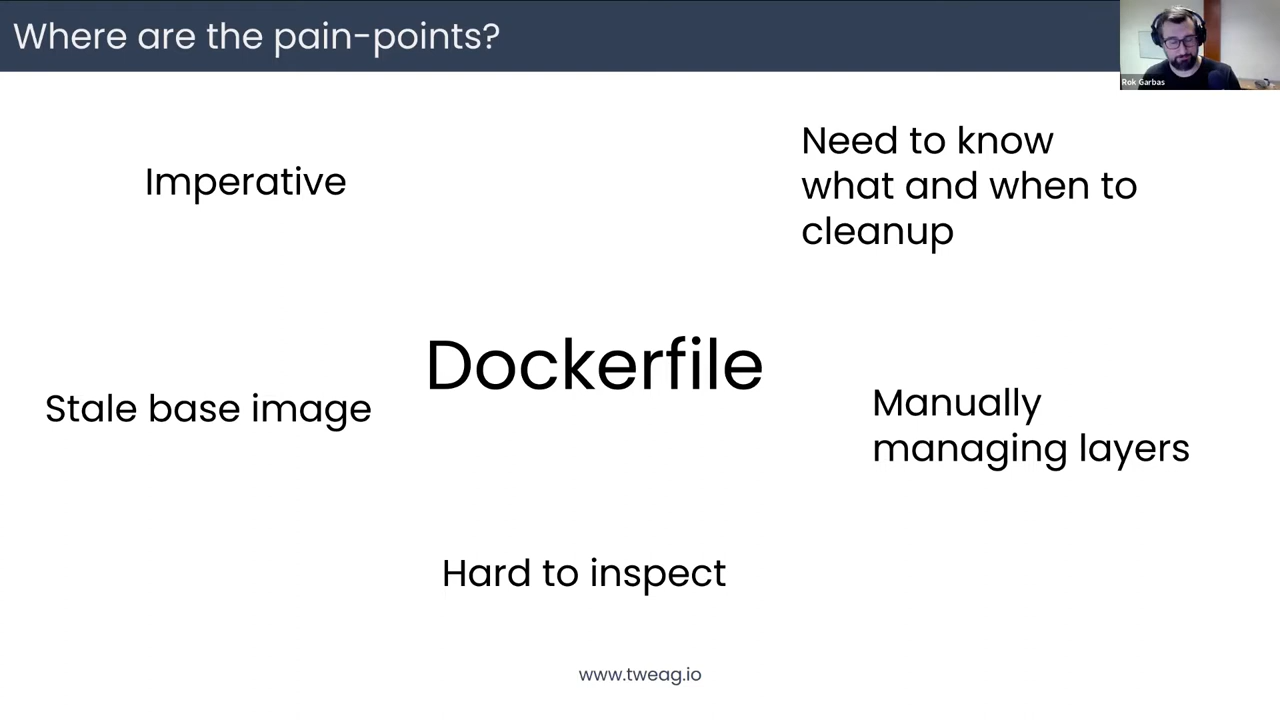 Where are the pain-points?
Rok Garbas
Imperative
Need to know
what and when to
cleanup
Dockerfile
Stale base image
Manually
managing layers
Hard to inspect
www.tweag.io